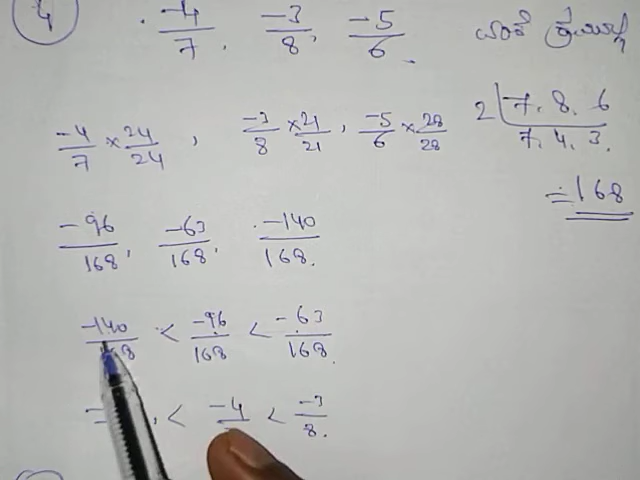 4 -4/7, -3/8, -5/6.
2 | 7, 8, 6
7, 4, 3.
-4/7 × 24/24, -3/8 × 21/21, -5/6 × 28/28
= 168
-96/168, -63/168, -140/168.
-140/168 < -96/168 < -63/168.
< -4 < -3/8.